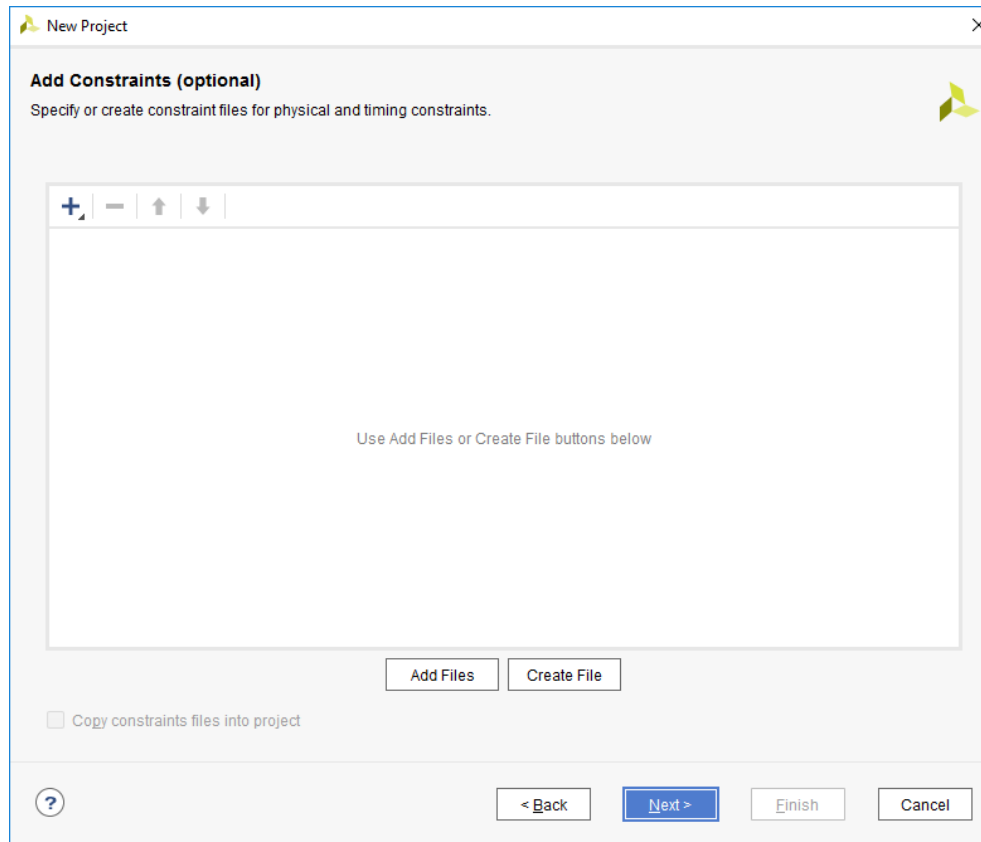 New Project
Add Constraints (optional)
Specify or create constraint files for physical and timing constraints.
Use Add Files or Create File buttons below
Add Files
Create File
Copy constraints files into project
?
< Back
Next >
Finish
Cancel